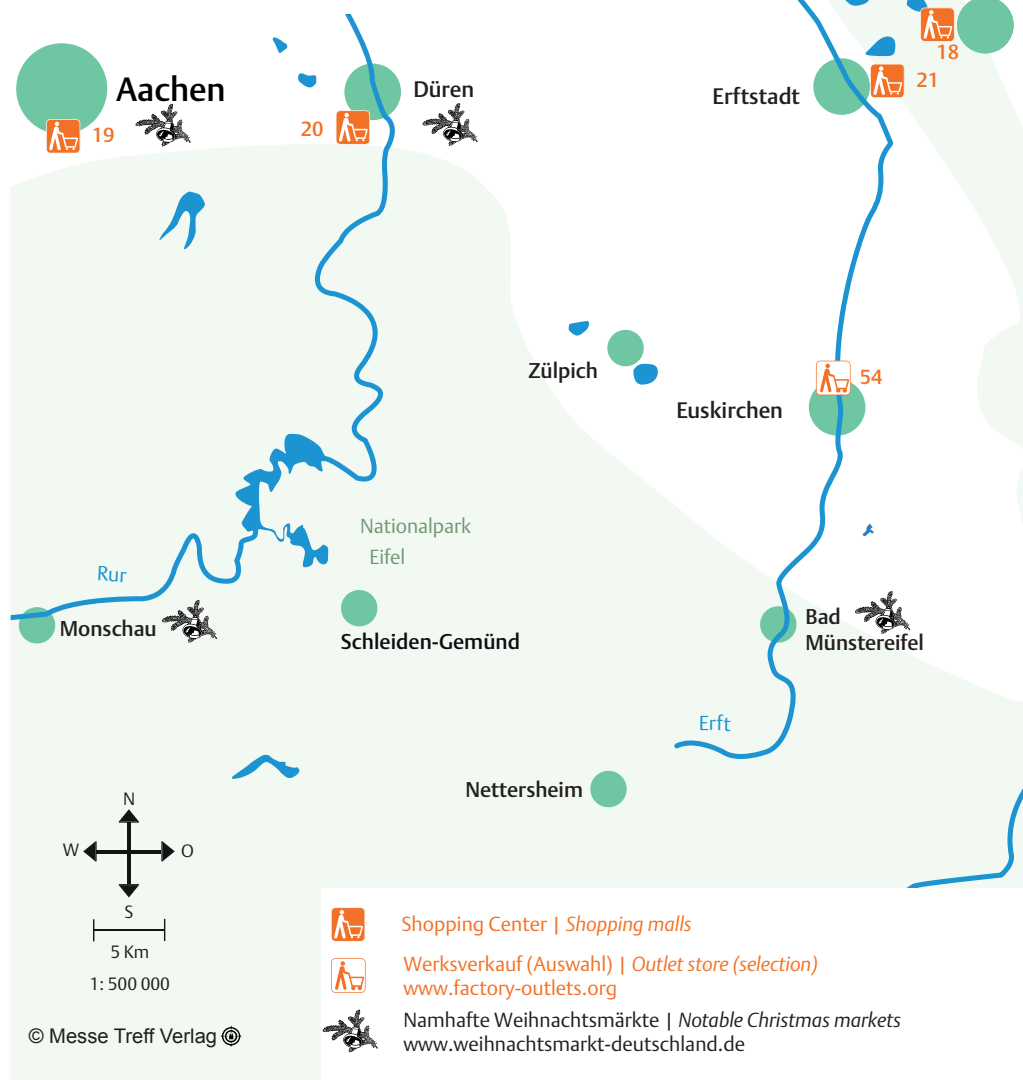 18
Aachen
Düren
Erftstadt
21
19
20
Zülpich
54
Euskirchen
Nationalpark
Eifel
Rur
Monschau
Schleiden-Gemünd
Bad
Münstereifel
Erft
Nettersheim
N
W
O
S
5 Km
1: 500 000
© Messe Treff Verlag
Shopping Center | Shopping malls
Werksverkauf (Auswahl) | Outlet store (selection)
www.factory-outlets.org
Namhafte Weihnachtsmärkte | Notable Christmas markets
www.weihnachtsmarkt-deutschland.de